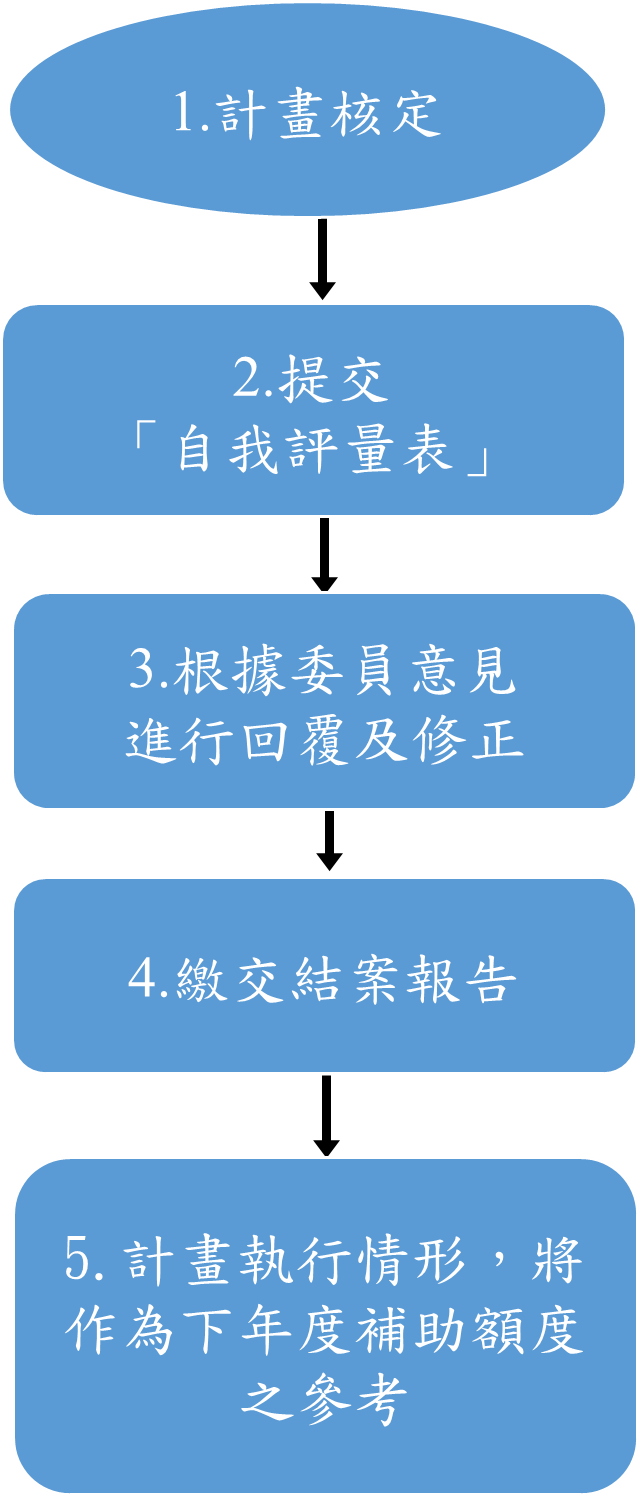 1.計畫核定
2.提交
「自我評量表」
3.根據委員意見
進行回覆及修正
4.繳交結案報告
5. 計畫執行情形，將
作為下年度補助額度
之參考